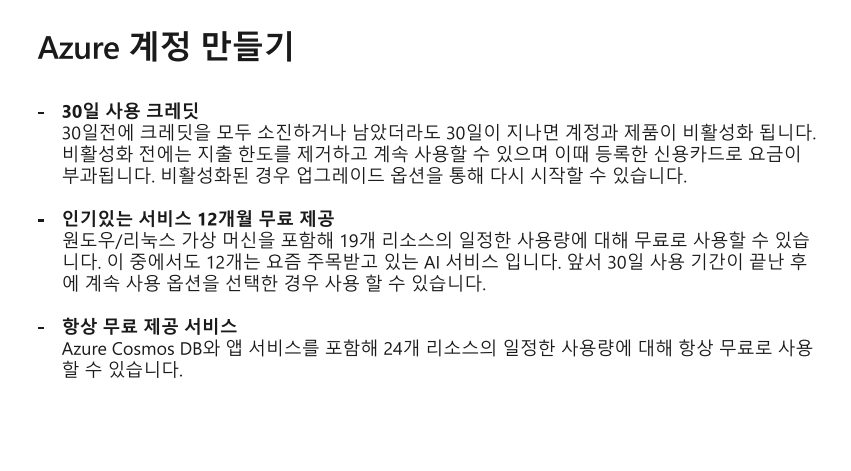 Azure 계정 만들기
- 30일 사용 크레딧
30일전에 크레딧을 모두 소진하거나 남았더라도 30일이 지나면 계정과 제품이 비활성화 됩니다.
비활성화 전에는 지출 한도를 제거하고 계속 사용할 수 있으며 이때 등록한 신용카드로 요금이
부과됩니다. 비활성화된 경우 업그레이드 옵션을 통해 다시 시작할 수 있습니다.
- 인기있는 서비스 12개월 무료 제공
윈도우/리눅스 가상 머신을 포함해 19개 리소스의 일정한 사용량에 대해 무료로 사용할 수 있습
니다. 이 중에서도 12개는 요즘 주목받고 있는 AI 서비스 입니다. 앞서 30일 사용 기간이 끝난 후
에 계속 사용 옵션을 선택한 경우 사용 할 수 있습니다.
- 항상 무료 제공 서비스
Azure Cosmos DB와 앱 서비스를 포함해 24개 리소스의 일정한 사용량에 대해 항상 무료로 사용
할 수 있습니다.